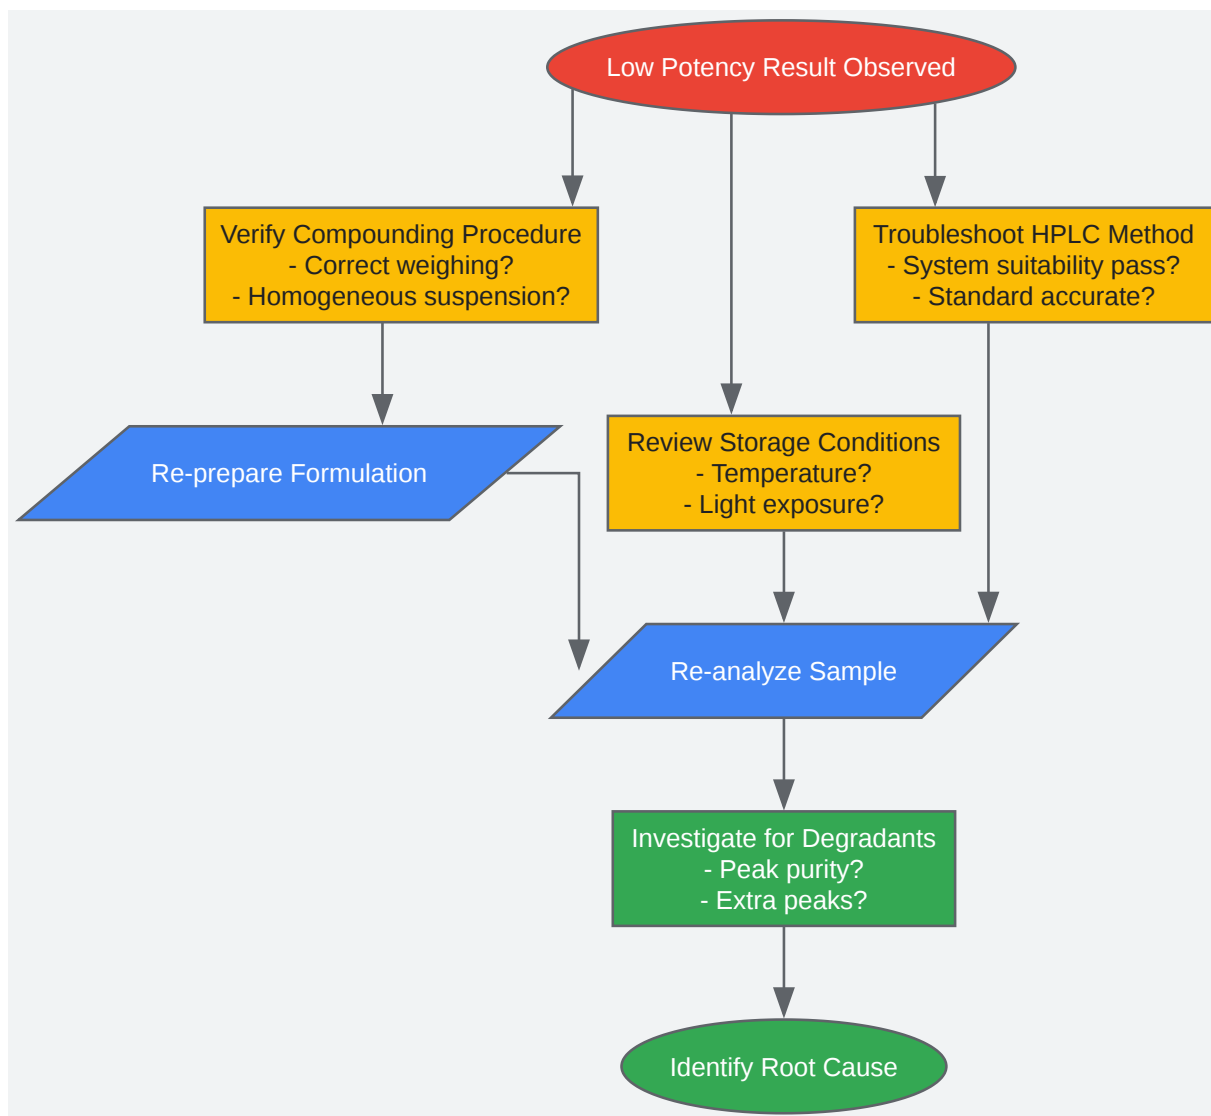 Low Potency Result Observed
Verify Compounding Procedure
- Correct weighing?
- Homogeneous suspension?
Troubleshoot HPLC Method
- System suitability pass?
- Standard accurate?
Re-prepare Formulation
Review Storage Conditions
- Temperature?
- Light exposure?
Re-analyze Sample
Investigate for Degradants
- Peak purity?
- Extra peaks?
Identify Root Cause